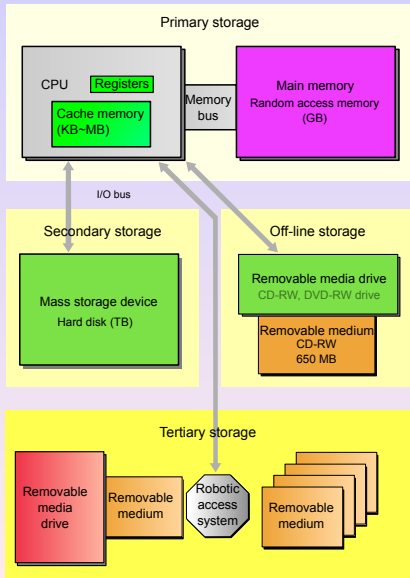 Primary storage
CPU
Registers
Cache memory
(KB~MB)
Memory
bus
Main memory
Random access memory
(GB)
I/O bus
Secondary storage
Mass storage device
Hard disk (TB)
Off-line storage
Removable media drive
CD-RW, DVD-RW drive
Removable medium
CD-RW
650 MB
Tertiary storage
Removable
media
drive
Removable
medium
Robotic
access
system
Removable
medium